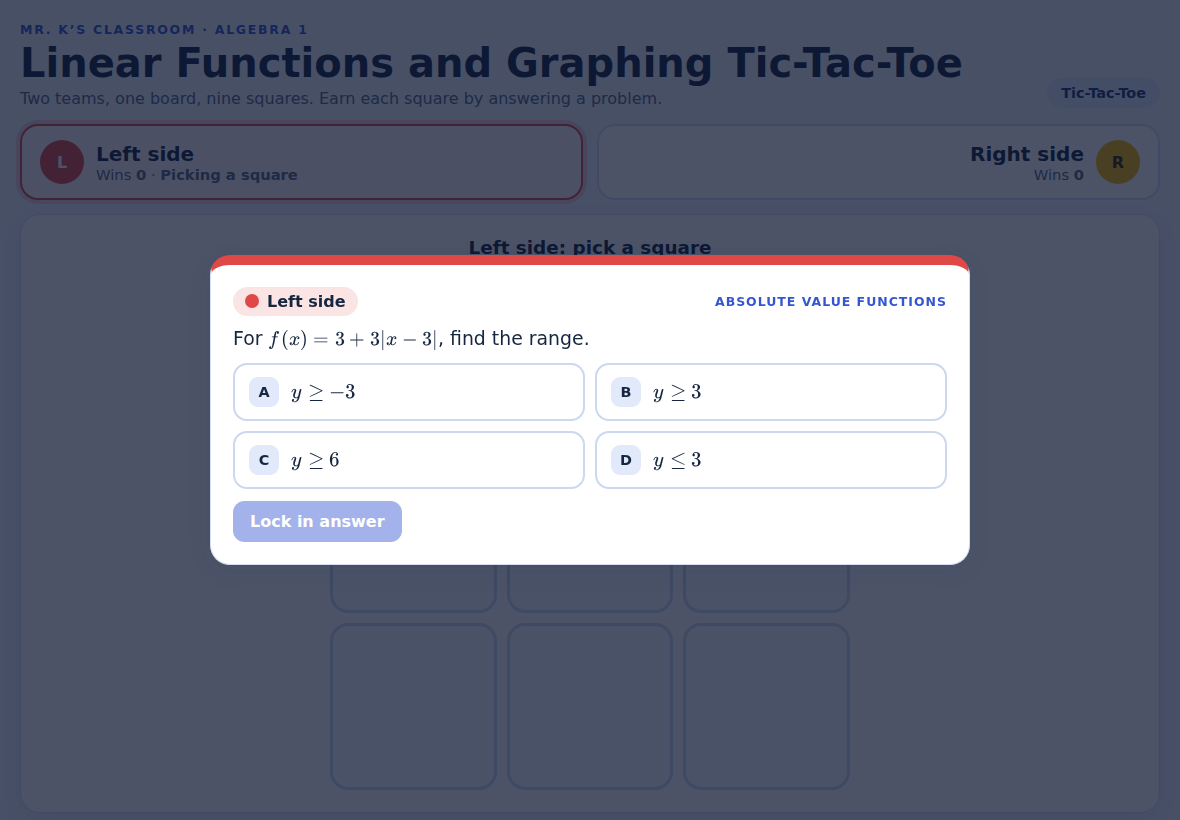 MR. K'S CLASSROOM · ALGEBRA 1
Linear Functions and Graphing Tic-Tac-Toe
Two teams, one board, nine squares. Earn each square by answering a problem.
Tic-Tac-Toe
L
Left side
Wins 0 · Picking a square
Right side
Wins 0
R
Left side: pick a square
Left side
ABSOLUTE VALUE FUNCTIONS
For f(x) = 3 + 3|x − 3|, find the range.
A y ≥ −3
B y ≥ 3
C y ≥ 6
D y ≤ 3
Lock in answer